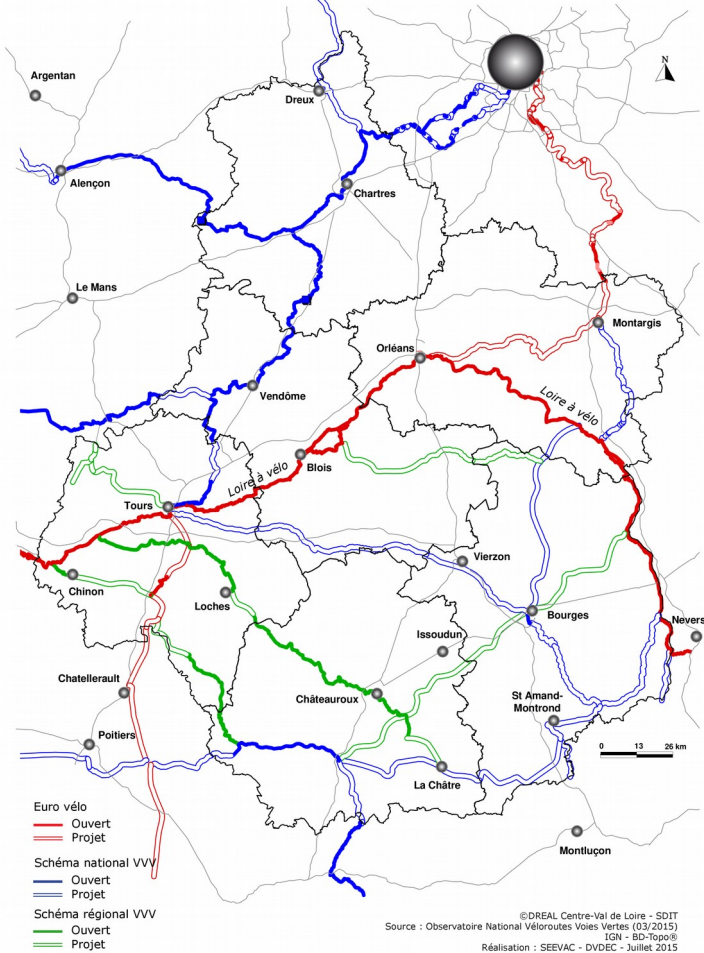 N
Argentan
Dreux
Alençon
Chartres
Le Mans
Montargis
Orléans
Vendôme
Loire à vélo
Blois
Loire à vélo
Tours
Vierzon
Chinon
Loches
Bourges
Nevers
Issoudun
Chatellerault
Châteauroux
St Amand-
Montrond
Poitiers
0 13 26 km
La Châtre
Montluçon
Euro vélo
Ouvert
Projet
Schéma national VVV
Ouvert
Projet
Schéma régional VVV
Ouvert
Projet
©DREAL Centre-Val de Loire - SDIT
Source : Observatoire National Véloroutes Voies Vertes (03/2015)
IGN - BD-Topo®
Réalisation : SEEVAC - DVDEC - Juillet 2015